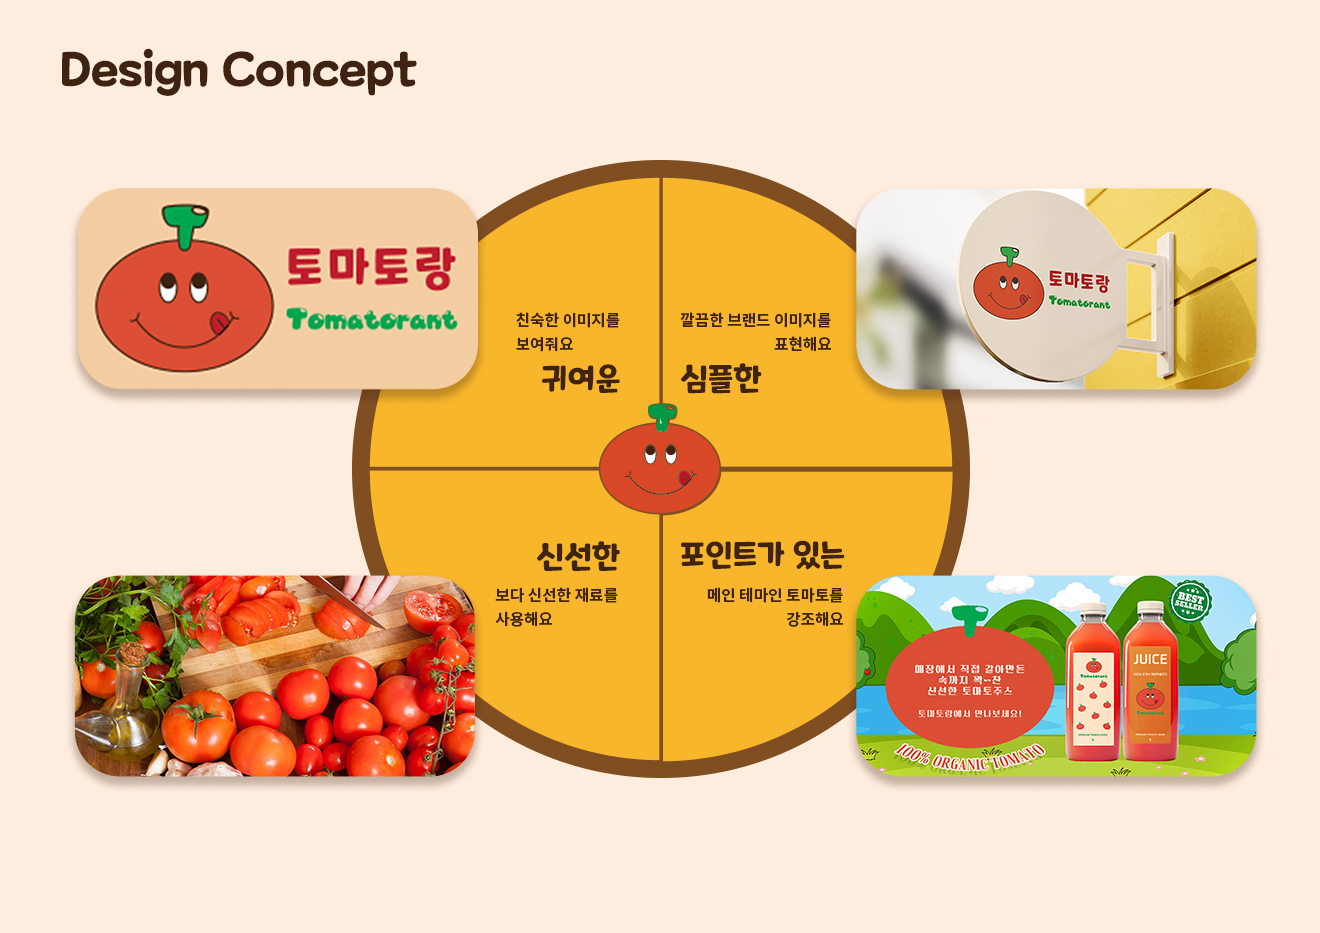 Design Concept
토마토랑
Tomatorant
토마토랑
Tomatorant
친숙한 이미지를
보여줘요
귀여운
깔끔한 브랜드 이미지를
표현해요
심플한
신선한
보다 신선한 재료를
사용해요
포인트가 있는
메인 테마인 토마토를
강조해요
매장에서 직접 갈아만든
속까지 꽉~찬
신선한 토마토주스
토마토랑에서 만나보세요!
100% ORGANIC TOMATO
Tomatorant
JUICE
BEST
SELLER